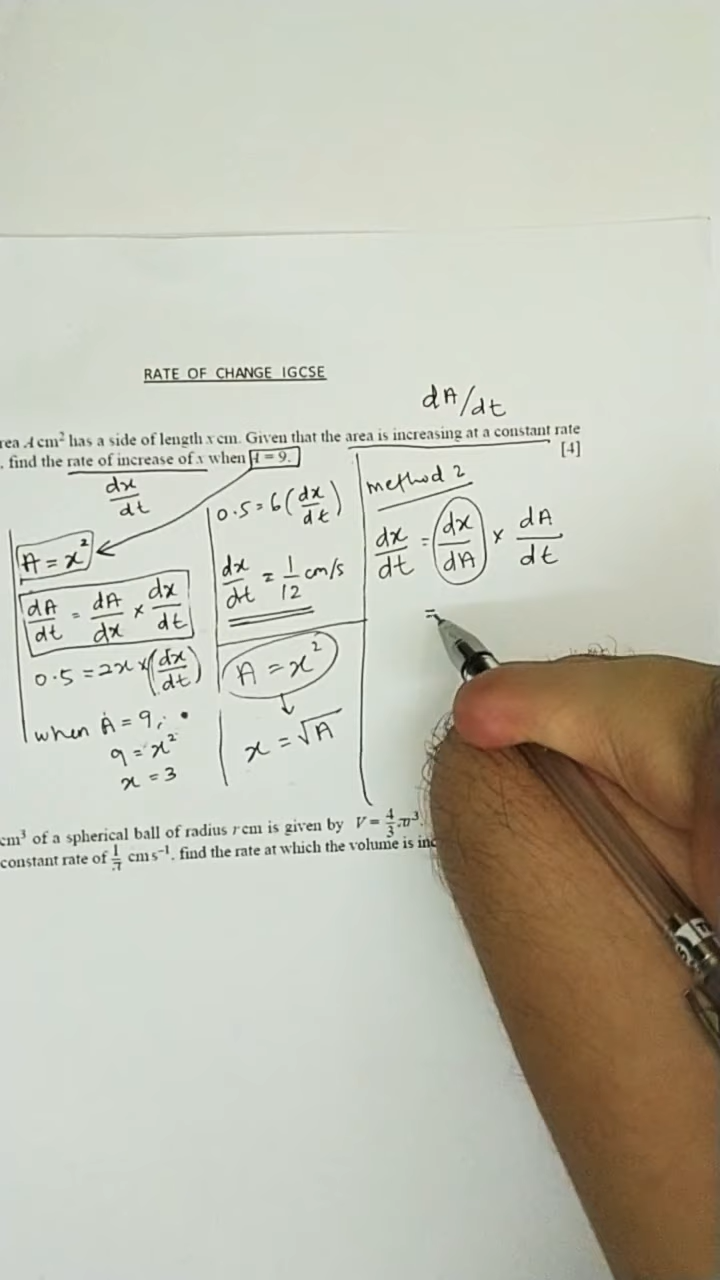 RATE OF CHANGE IGCSE
dA/dt
rea A cm² has a side of length x cm. Given that the area is increasing at a constant rate
, find the rate of increase of x when A = 9. [4]
dx/dt
A = x²
dA/dt = dA/dx × dx/dt
0.5 = 2x × (dx/dt)
when A = 9,
9 = x²
x = 3
0.5 = 6 (dx/dt)
dx/dt = 1/12 cm/s
A = x²
↓
x = √A
method 2
dx/dt = dx/dA × dA/dt
=
cm³ of a spherical ball of radius r cm is given by V = 4/3 πr³.
constant rate of 1/π cm s⁻¹, find the rate at which the volume is inc